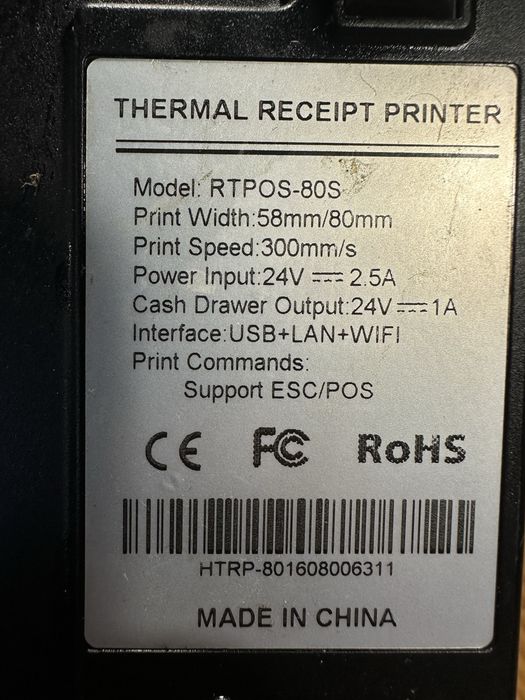 THERMAL RECEIPT PRINTER
Model: RTPOS-80S
Print Width:58mm/80mm
Print Speed:300mm/s
Power Input:24V ⎓ 2.5A
Cash Drawer Output:24V⎓1A
Interface:USB+LAN+WIFI
Print Commands:
Support ESC/POS
CE FC RoHS
HTRP-801608006311
MADE IN CHINA